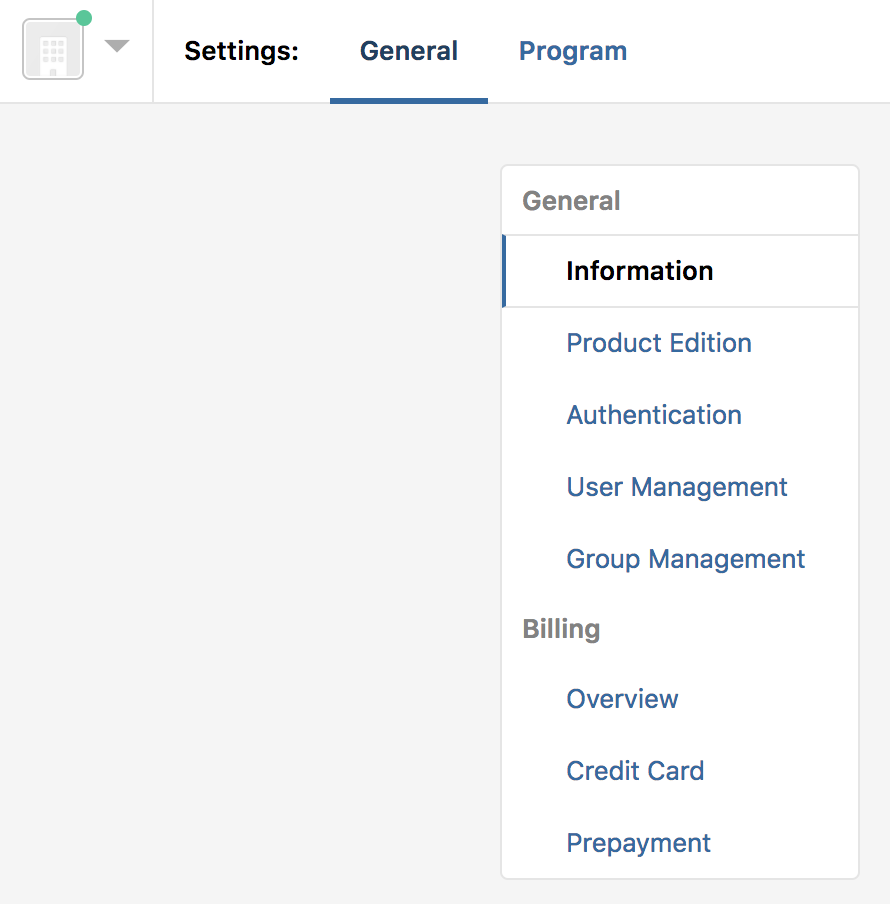 Settings: General Program
General
Information
Product Edition
Authentication
User Management
Group Management
Billing
Overview
Credit Card
Prepayment